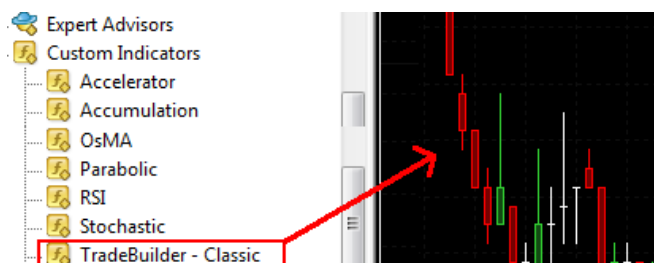 Expert Advisors
Custom Indicators
Accelerator
Accumulation
OsMA
Parabolic
RSI
Stochastic
TradeBuilder - Classic